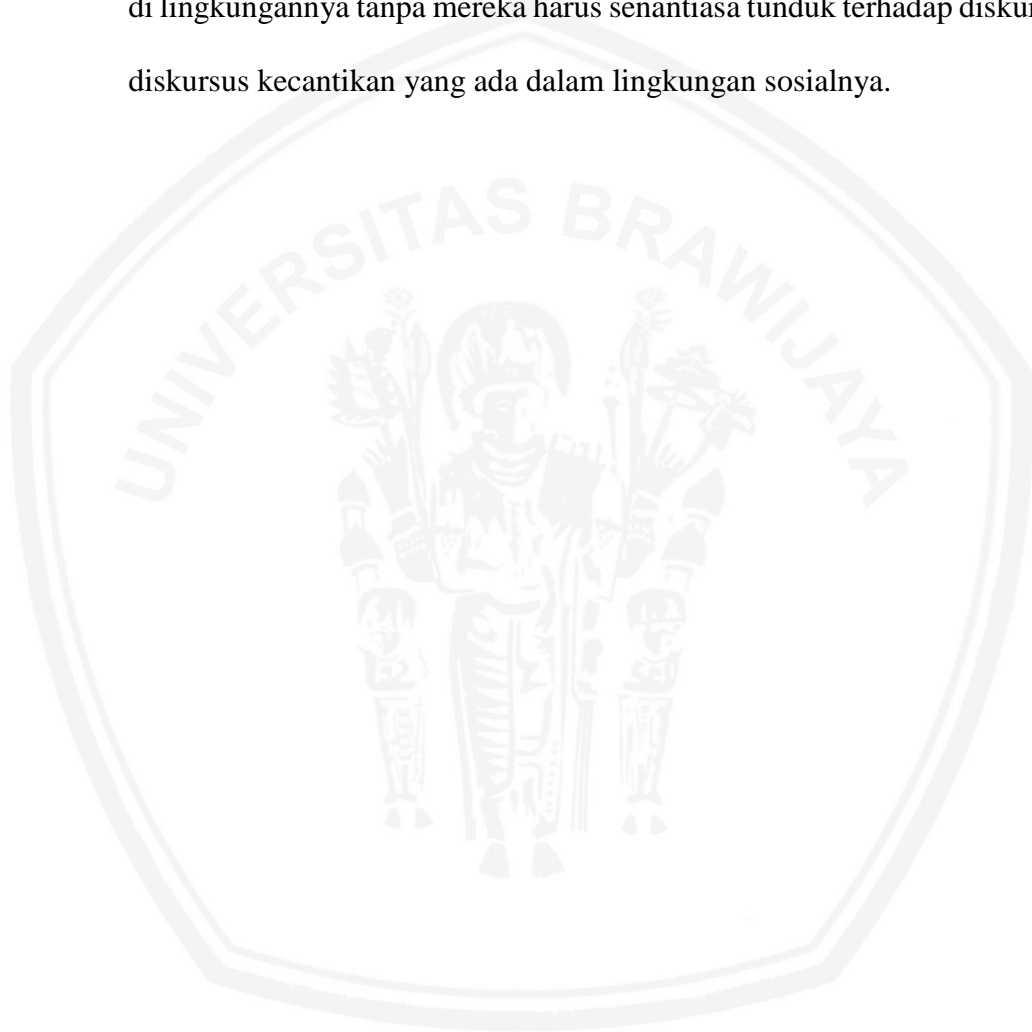 di lingkungannya tanpa mereka harus senantiasa tunduk terhadap
diskursus kecantikan yang ada dalam lingkungan sosialnya.
UNIVERSITAS BRAWIJAYA